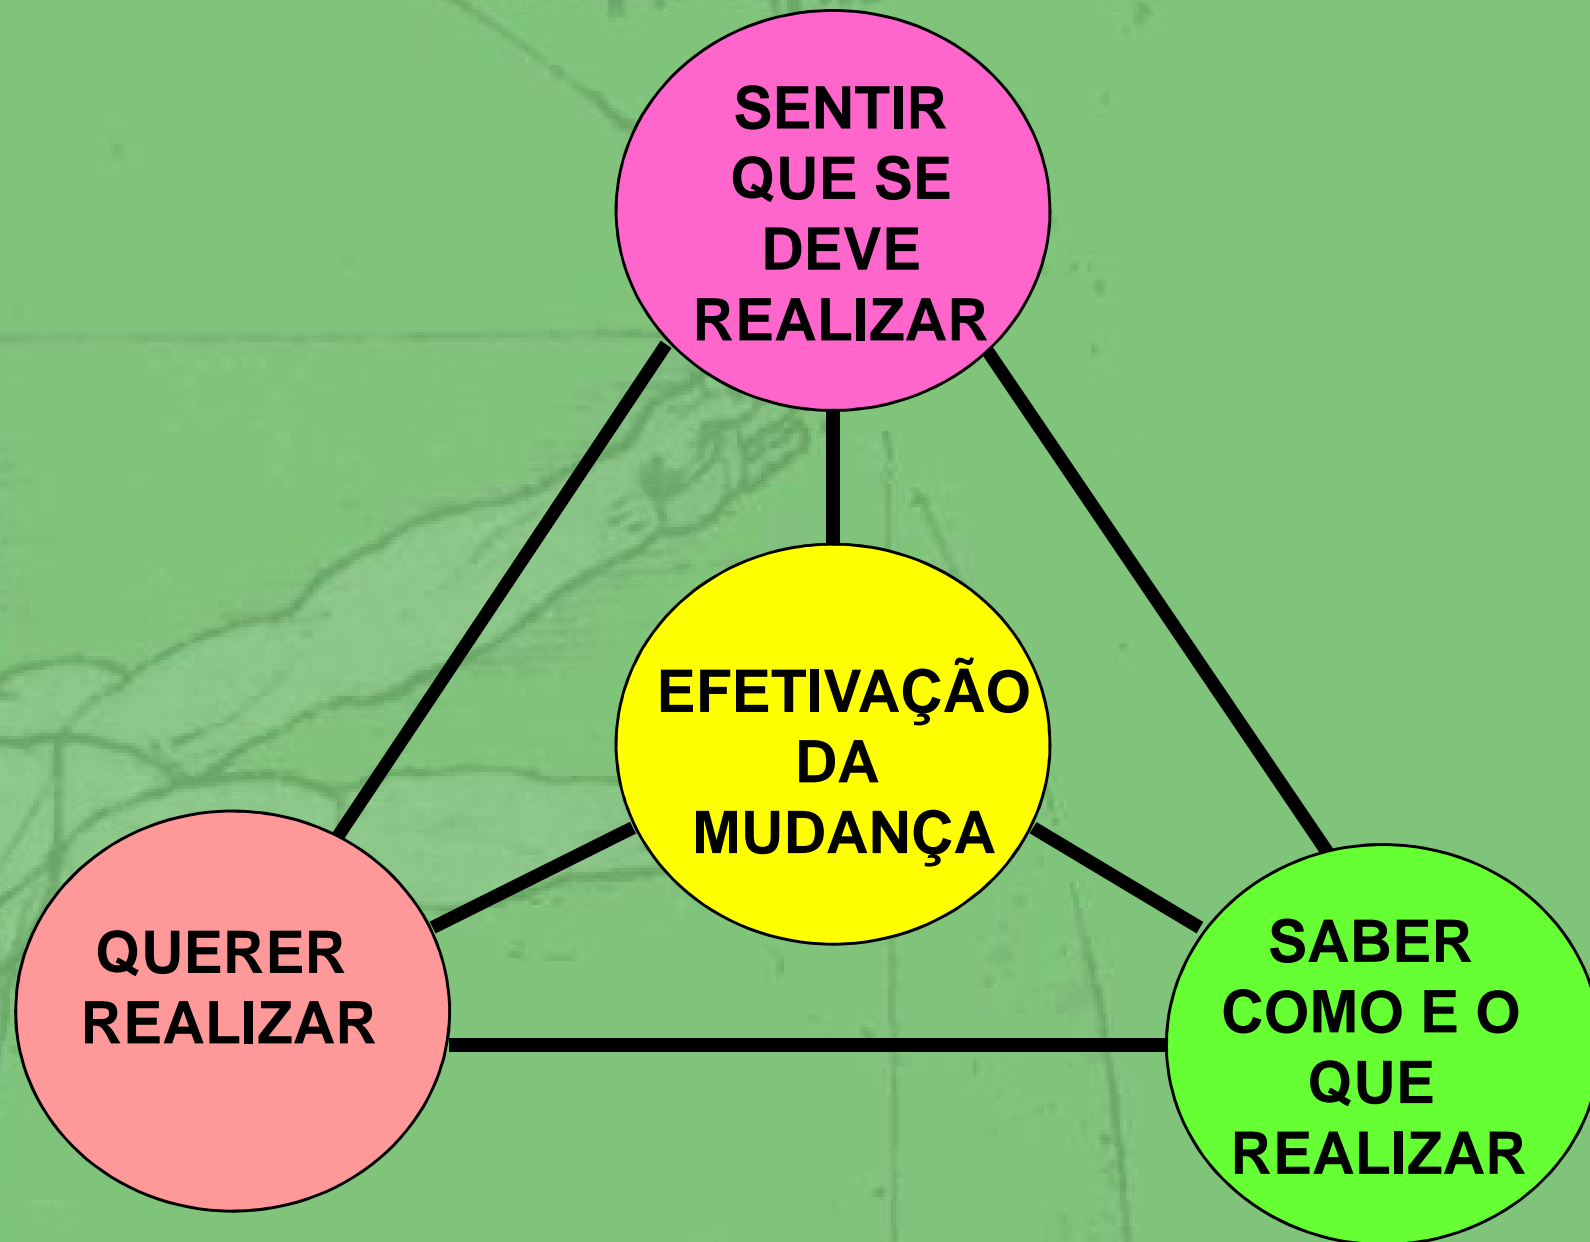 SENTIR
QUE SE
DEVE
REALIZAR
EFETIVAÇÃO
DA
MUDANÇA
QUERER
REALIZAR
SABER
COMO E O
QUE
REALIZAR